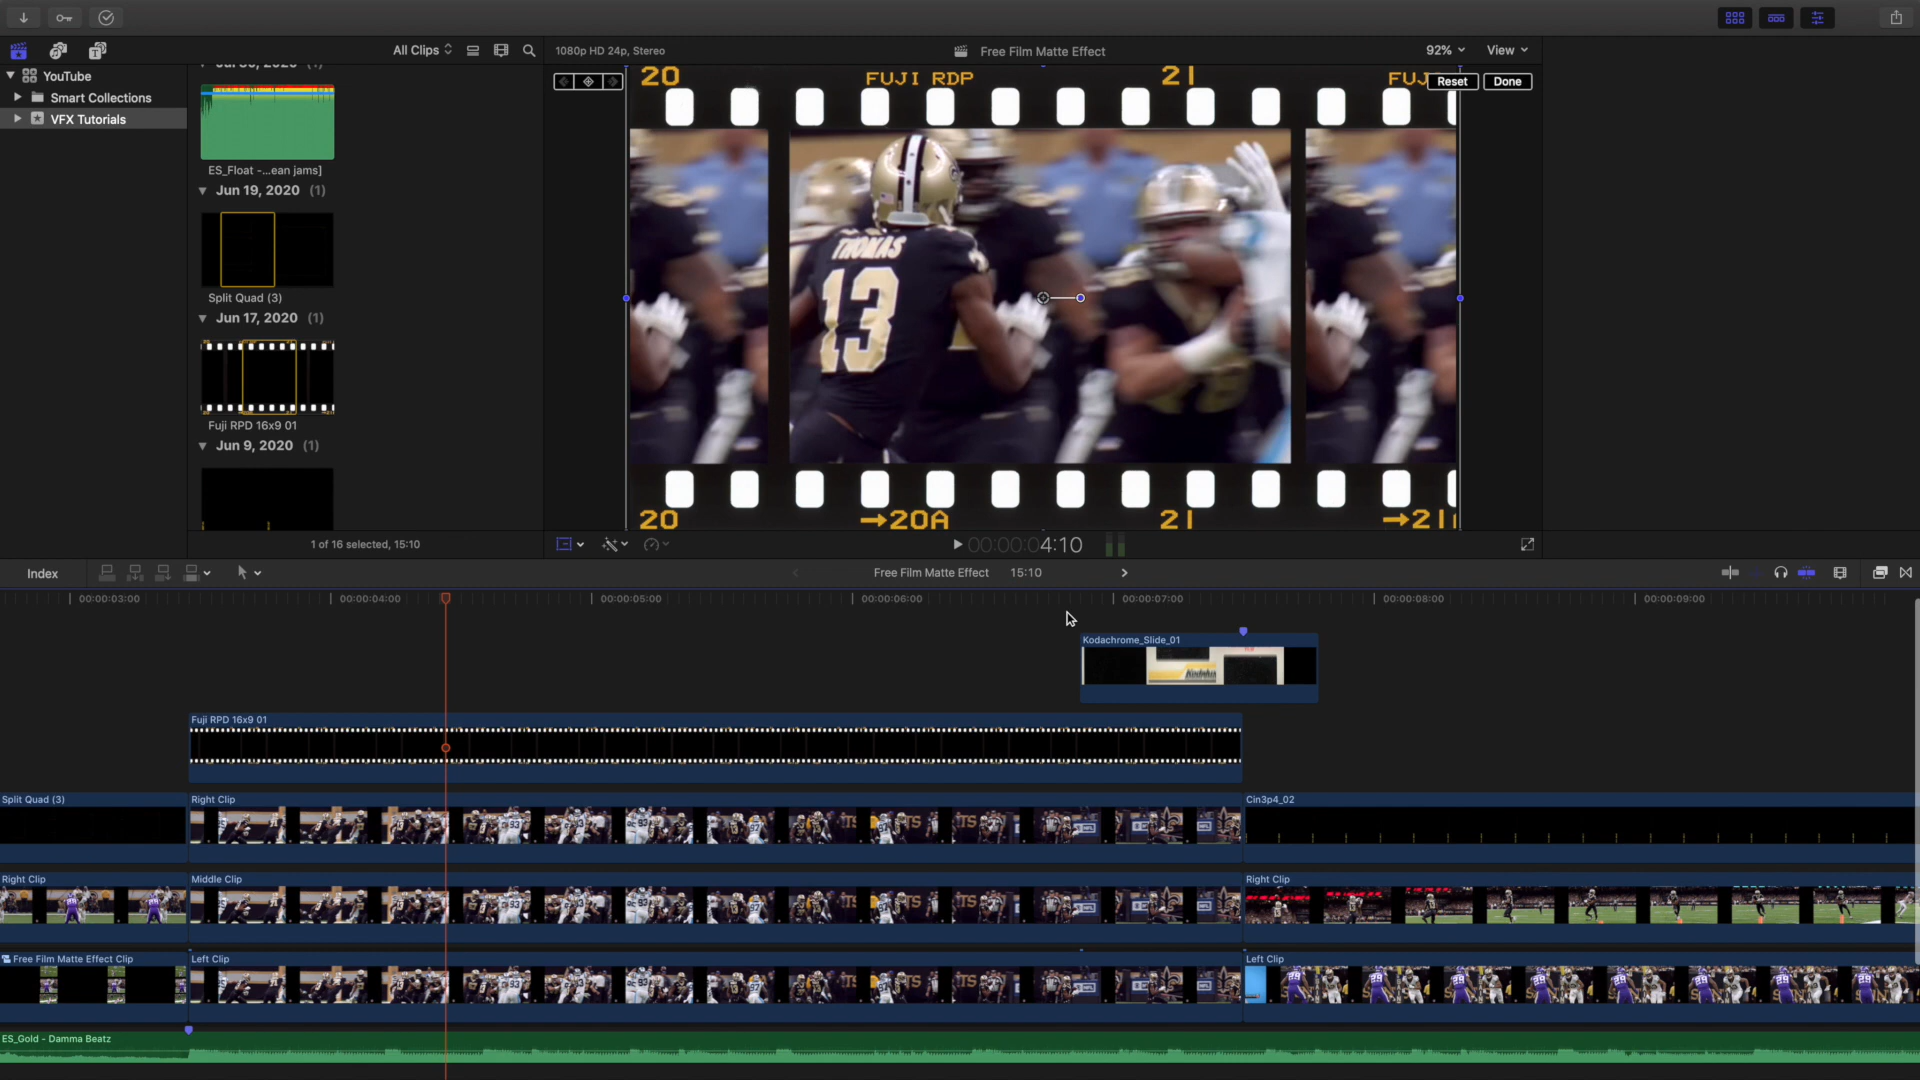 All Clips
1080p HD 24p, Stereo
Free Film Matte Effect
92%
View
YouTube
Smart Collections
VFX Tutorials
ES_Float -...ean jams]
Jun 19, 2020 (1)
Split Quad (3)
Jun 17, 2020 (1)
Fuji RPD 16x9 01
Jun 9, 2020 (1)
1 of 16 selected, 15:10
20
FUJI RDP
21
FUJ
Reset
Done
THOMAS
13
20
→20A
21
→21
00:00:04:10
Index
Free Film Matte Effect
15:10
00:00:03:00
00:00:04:00
00:00:05:00
00:00:06:00
00:00:07:00
00:00:08:00
00:00:09:00
Kodachrome_Slide_01
Fuji RPD 16x9 01
Split Quad (3)
Right Clip
Cin3p4_02
Right Clip
Middle Clip
Right Clip
Free Film Matte Effect Clip
Left Clip
Left Clip
ES_Gold - Damma Beatz